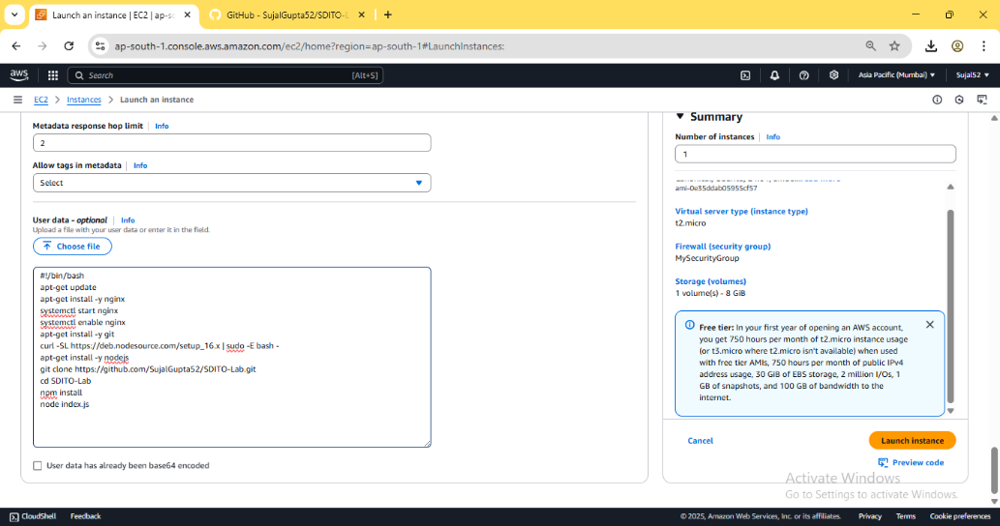 Launch an instance | EC2 | ap-s
GitHub - SujalGupta52/SDITO-L
ap-south-1.console.aws.amazon.com/ec2/home?region=ap-south-1#LaunchInstances:
aws
Search
[Alt+S]
Asia Pacific (Mumbai)
Sujal52
EC2 > Instances > Launch an instance
Metadata response hop limit | Info
2
Allow tags in metadata | Info
Select
User data - optional | Info
Upload a file with your user data or enter it in the field.
Choose file
#!/bin/bash
apt-get update
apt-get install -y nginx
systemctl start nginx
systemctl enable nginx
apt-get install -y git
curl -SL https://deb.nodesource.com/setup_16.x | sudo -E bash -
apt-get install -y nodejs
git clone https://github.com/SujalGupta52/SDITO-Lab.git
cd SDITO-Lab
npm install
node index.js
User data has already been base64 encoded
Summary
Number of instances | Info
1
ami-0e35ddab05955cf57
Virtual server type (instance type)
t2.micro
Firewall (security group)
MySecurityGroup
Storage (volumes)
1 volume(s) - 8 GiB
Free tier: In your first year of opening an AWS account,
you get 750 hours per month of t2.micro instance usage
(or t3.micro where t2.micro isn't available) when used
with free tier AMIs, 750 hours per month of public IPv4
address usage, 30 GiB of EBS storage, 2 million I/Os, 1
GB of snapshots, and 100 GB of bandwidth to the
internet.
Cancel
Launch instance
Preview code
Activate Windows
Go to Settings to activate Windows.
CloudShell
Feedback
© 2025, Amazon Web Services, Inc. or its affiliates.
Privacy
Terms
Cookie preferences